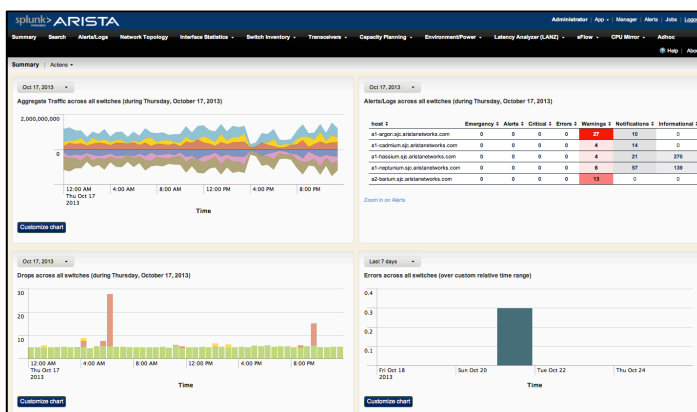 splunk> ARISTA
Administrator | App | Manager | Alerts | Jobs | Logou
Summary Search Alerts/Logs Network Topology Interface Statistics Switch Inventory Transceivers Capacity Planning Environment/Power Latency Analyzer (LANZ) sFlow CPU Mirror Adhoc
Help | Abou
Summary | Actions
Oct 17, 2013
Aggregate Traffic across all switches (during Thursday, October 17, 2013)
2,000,000,000
0
12:00 AM 4:00 AM 8:00 AM 12:00 PM 4:00 PM 8:00 PM
Thu Oct 17
2013
Time
Customize chart
Oct 17, 2013
Alerts/Logs across all switches (during Thursday, October 17, 2013)
host Emergency Alerts Critical Errors Warnings Notifications Informational
a1-argon.sjc.aristanetworks.com 0 0 0 0 27 10 0
a1-cadmium.sjc.aristanetworks.com 0 0 0 0 4 14 0
a1-hassium.sjc.aristanetworks.com 0 0 0 0 4 21 270
a1-neptunium.sjc.aristanetworks.com 0 0 0 0 6 57 139
a2-barium.sjc.aristanetworks.com 0 0 0 0 13 0 0
Zoom in on Alerts
Oct 17, 2013
Drops across all switches (during Thursday, October 17, 2013)
30
20
10
12:00 AM 4:00 AM 8:00 AM 12:00 PM 4:00 PM 8:00 PM
Thu Oct 17
2013
Time
Customize chart
Last 7 days
Errors across all switches (over custom relative time range)
0.4
0.3
0.2
0.1
Fri Oct 18 Sun Oct 20 Tue Oct 22 Thu Oct 24
2013
Time
Customize chart